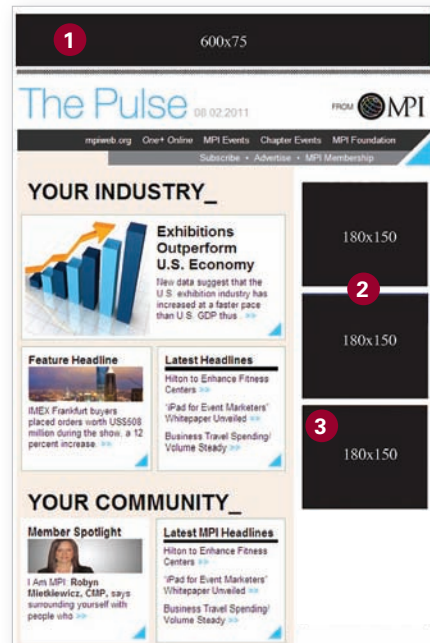 1
600x75
The Pulse 08.02.2011
FROM MPI
mpiweb.org One+ Online MPI Events Chapter Events MPI Foundation
Subscribe • Advertise • MPI Membership
YOUR INDUSTRY_
Exhibitions
Outperform
U.S. Economy
New data suggest that the
U.S. exhibition industry has
increased at a faster pace
than U.S. GDP thus . >>
Feature Headline
IMEX Frankfurt buyers
placed orders worth US$508
million during the show, a 12
percent increase. >>
Latest Headlines
Hilton to Enhance Fitness
Centers >>
'iPad for Event Marketers'
Whitepaper Unveiled >>
Business Travel Spending/
Volume Steady >>
180x150
2
180x150
3
180x150
YOUR COMMUNITY_
Member Spotlight
I Am MPI: Robyn
Mietkiewicz, CMP, says
surrounding yourself with
people who >>
Latest MPI Headlines
Hilton to Enhance Fitness
Centers >>
'iPad for Event Marketers'
Whitepaper Unveiled >>
Business Travel Spending/
Volume Steady >>